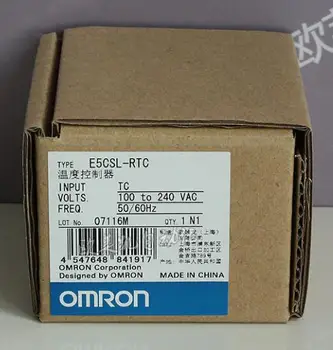 TYPE E5CSL-RTC
温度控制器
INPUT TC
VOLTS. 100 to 240 VAC
FREQ. 50/60Hz
LOT No. 07116M QTY. 1 N1
4 547648 841917
OMRON Corporation
Designed by OMRON
MADE IN CHINA
OMRON